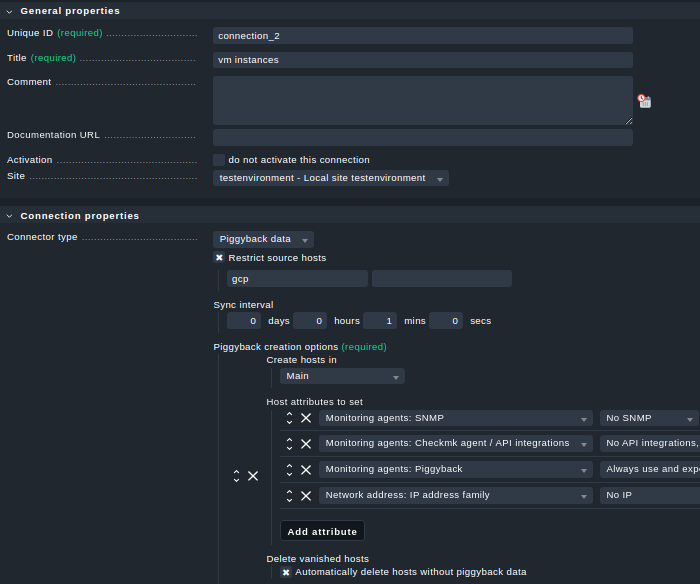 General properties
Unique ID (required) connection_2
Title (required) vm instances
Comment
Documentation URL
Activation do not activate this connection
Site testenvironment - Local site testenvironment
Connection properties
Connector type Piggyback data
Restrict source hosts
gcp
Sync interval
0 days 0 hours 1 mins 0 secs
Piggyback creation options (required)
Create hosts in
Main
Host attributes to set
Monitoring agents: SNMP No SNMP
Monitoring agents: Checkmk agent / API integrations No API integrations,
Monitoring agents: Piggyback Always use and expe
Network address: IP address family No IP
Add attribute
Delete vanished hosts
Automatically delete hosts without piggyback data